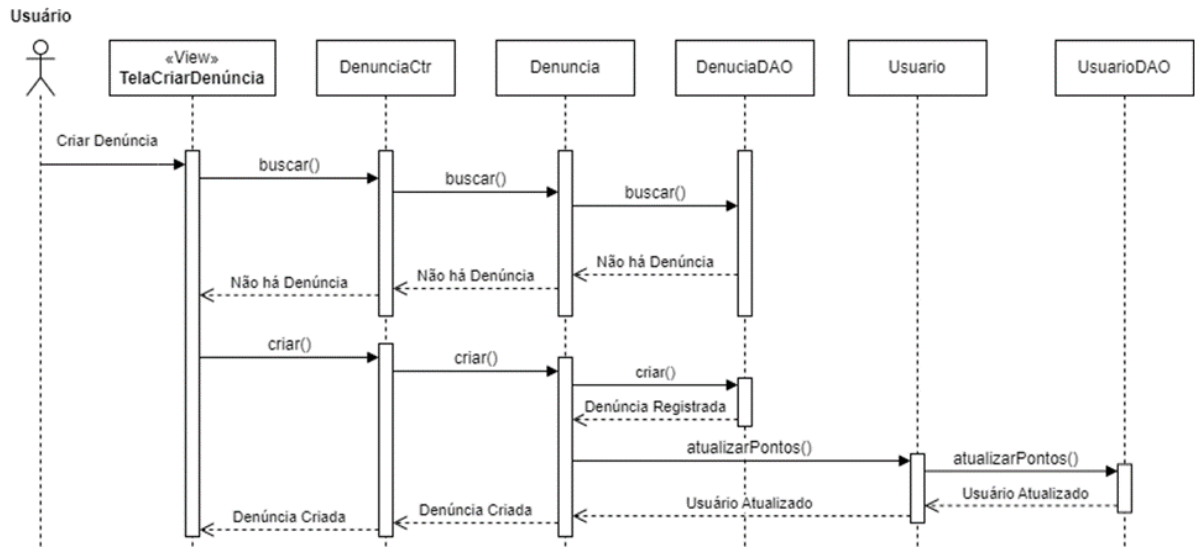 Usuário
«View»
TelaCriarDenúncia
DenunciaCtr
Denuncia
DenuciaDAO
Usuario
UsuarioDAO
Criar Denúncia
buscar()
buscar()
buscar()
Não há Denúncia
Não há Denúncia
Não há Denúncia
criar()
criar()
criar()
Denúncia Registrada
atualizarPontos()
atualizarPontos()
Usuário Atualizado
Usuário Atualizado
Denúncia Criada
Denúncia Criada